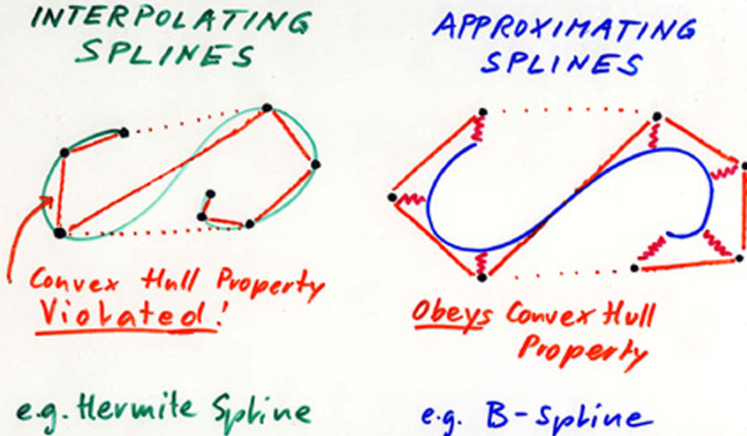 INTERPOLATING
SPLINES
Convex Hull Property
Violated!
e.g. Hermite Spline
APPROXIMATING
SPLINES
Obeys Convex Hull
Property
e.g. B-Spline